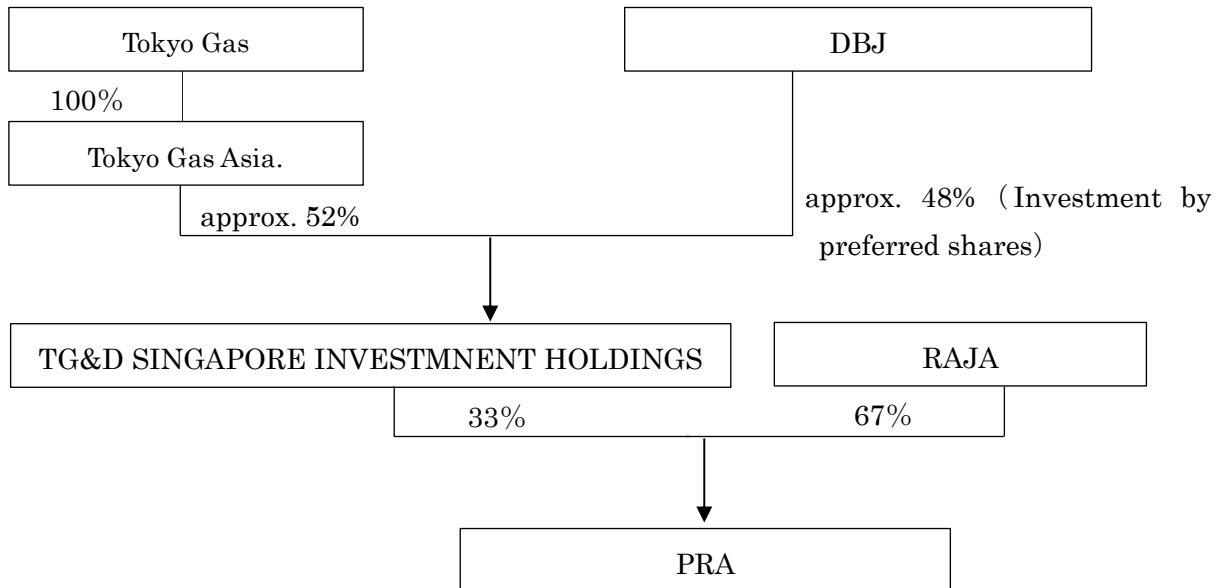 Tokyo Gas
DBJ
100%
Tokyo Gas Asia.
approx. 52%
approx. 48% （Investment by
preferred shares）
TG&D SINGAPORE INVESTMNENT HOLDINGS
RAJA
33%
67%
PRA